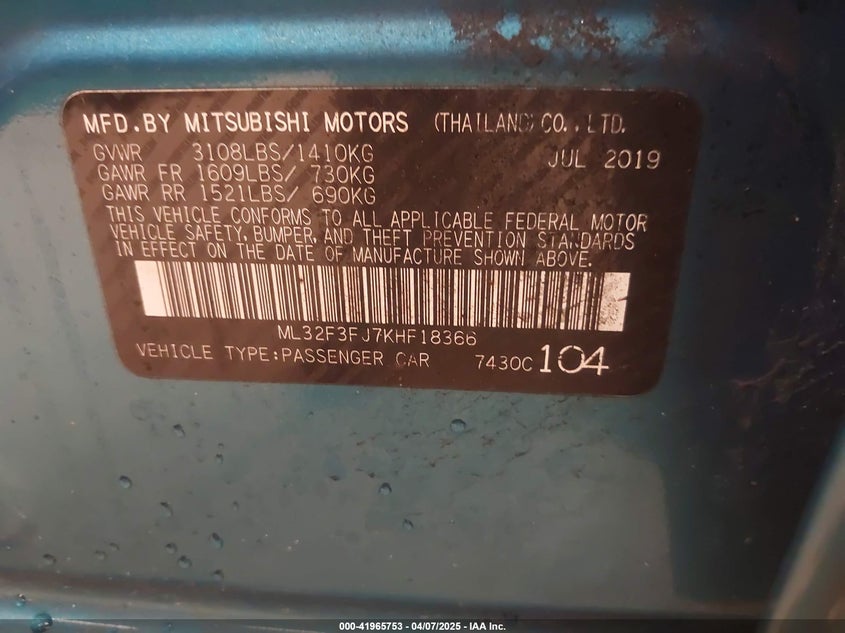 MFD.BY MITSUBISHI MOTORS (THAILAND)CO.,LTD.
GVWR 3108LBS/1410KG JUL 2019
GAWR FR 1609LBS/ 730KG
GAWR RR 1521LBS/ 690KG
THIS VEHICLE CONFORMS TO ALL APPLICABLE FEDERAL MOTOR
VEHICLE SAFETY, BUMPER, AND THEFT PREVENTION STANDARDS
IN EFFECT ON THE DATE OF MANUFACTURE SHOWN ABOVE.
ML32F3FJ7KHF18366
VEHICLE TYPE:PASSENGER CAR 7430C 104
000-41965753 - 04/07/2025 - IAA Inc.